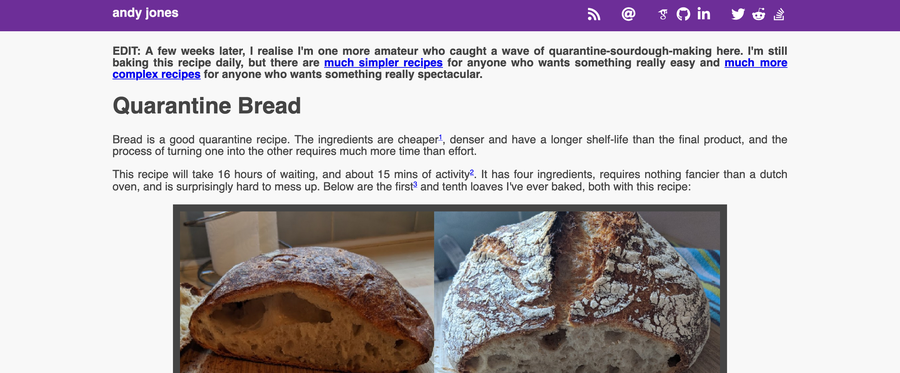 andy jones
EDIT: A few weeks later, I realise I'm one more amateur who caught a wave of quarantine-sourdough-making here. I'm still
baking this recipe daily, but there are much simpler recipes for anyone who wants something really easy and much more
complex recipes for anyone who wants something really spectacular.
Quarantine Bread
Bread is a good quarantine recipe. The ingredients are cheaper1, denser and have a longer shelf-life than the final product, and the
process of turning one into the other requires much more time than effort.
This recipe will take 16 hours of waiting, and about 15 mins of activity2. It has four ingredients, requires nothing fancier than a dutch
oven, and is surprisingly hard to mess up. Below are the first3 and tenth loaves I've ever baked, both with this recipe: